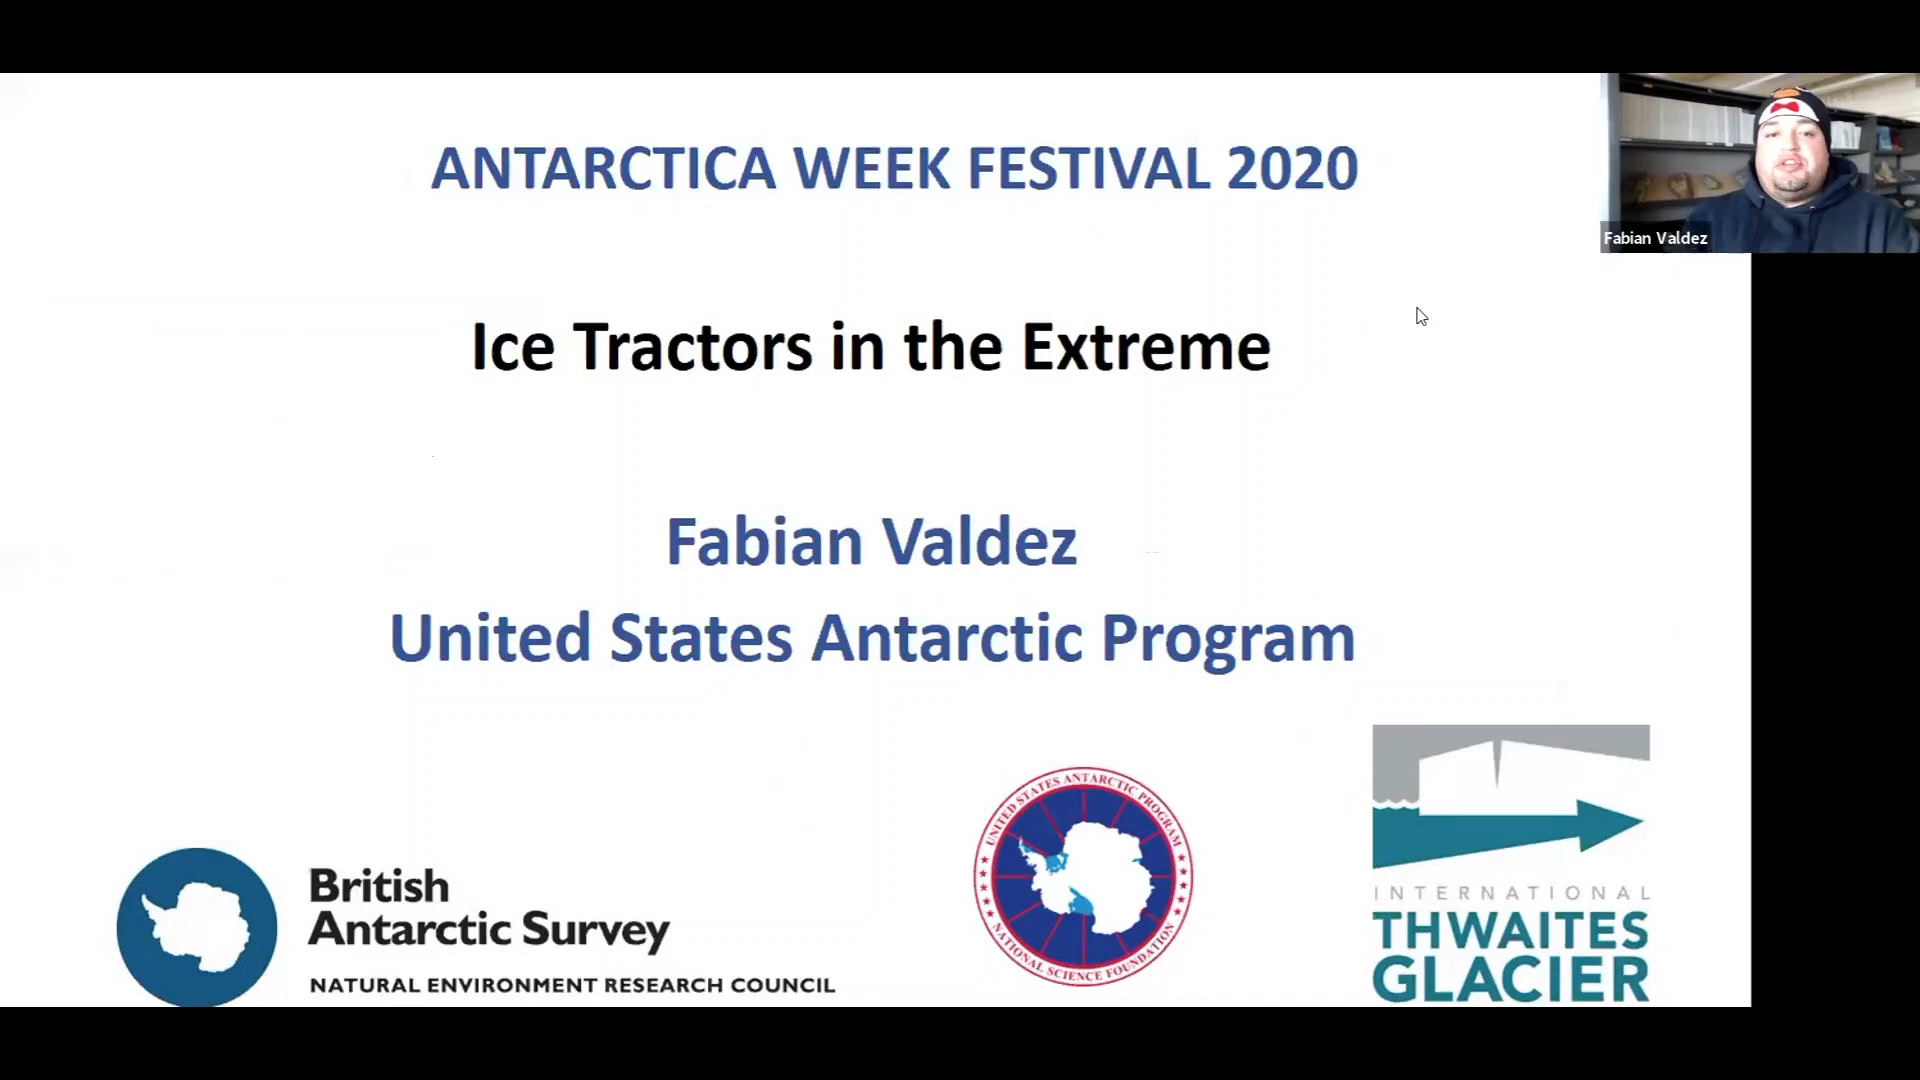 ANTARCTICA WEEK FESTIVAL 2020
Fabian Valdez
Ice Tractors in the Extreme
Fabian Valdez
United States Antarctic Program
British
Antarctic Survey
NATURAL ENVIRONMENT RESEARCH COUNCIL
UNITED STATES ANTARCTIC PROGRAM
NATIONAL SCIENCE FOUNDATION
INTERNATIONAL
THWAITES
GLACIER